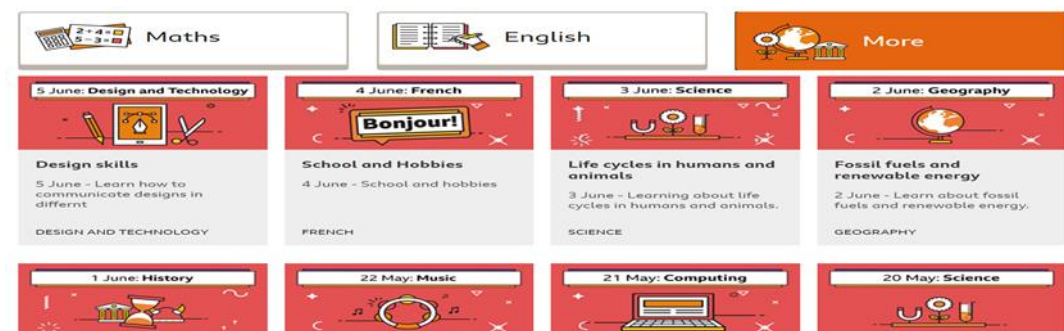 2+4=
5-3=
Maths
English
More
5 June: Design and Technology
4 June: French
3 June: Science
2 June: Geography
Bonjour!
Design skills
5 June - Learn how to
communicate designs in
differnt
DESIGN AND TECHNOLOGY
School and Hobbies
4 June - School and hobbies
FRENCH
Life cycles in humans and
animals
3 June - Learning about life
cycles in humans and animals.
SCIENCE
Fossil fuels and
renewable energy
2 June - Learn about fossil
fuels and renewable energy.
GEOGRAPHY
1 June: History
22 May: Music
21 May: Computing
20 May: Science